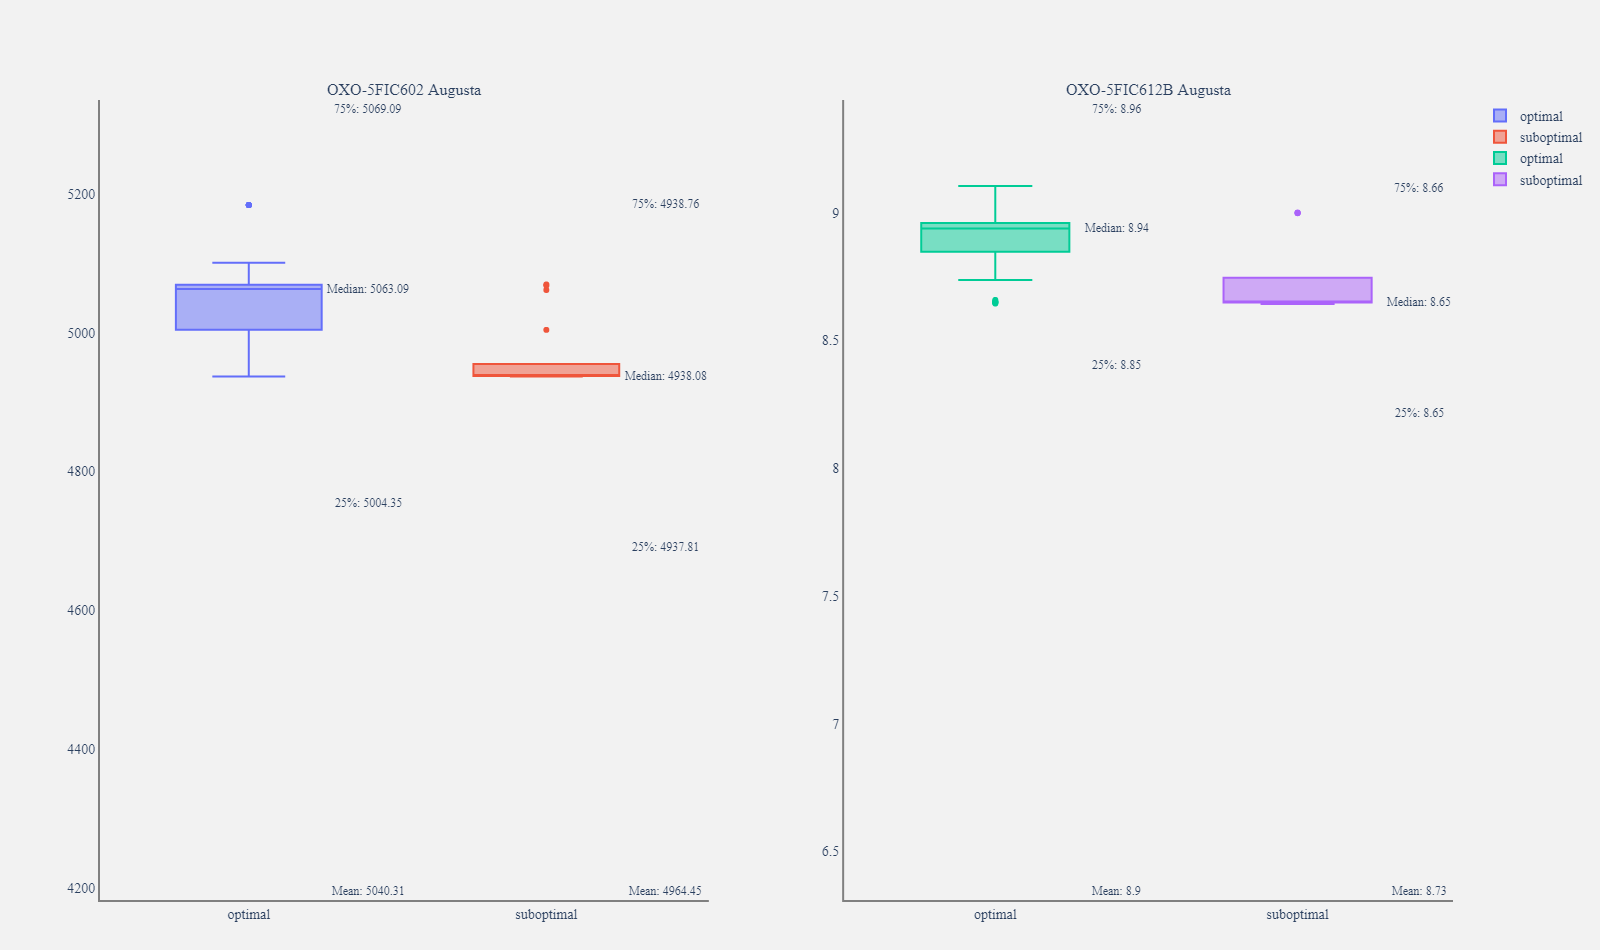 OXO-5FIC602 Augusta
75%: 5069.09
5200
75%: 4938.76
Median: 5063.09
5000
Median: 4938.08
4800
25%: 5004.35
25%: 4937.81
4600
4400
4200
Mean: 5040.31
Mean: 4964.45
optimal
suboptimal
OXO-5FIC612B Augusta
75%: 8.96
75%: 8.66
9
Median: 8.94
Median: 8.65
8.5
25%: 8.85
25%: 8.65
8
7.5
7
6.5
Mean: 8.9
Mean: 8.73
optimal
suboptimal
optimal
suboptimal
optimal
suboptimal